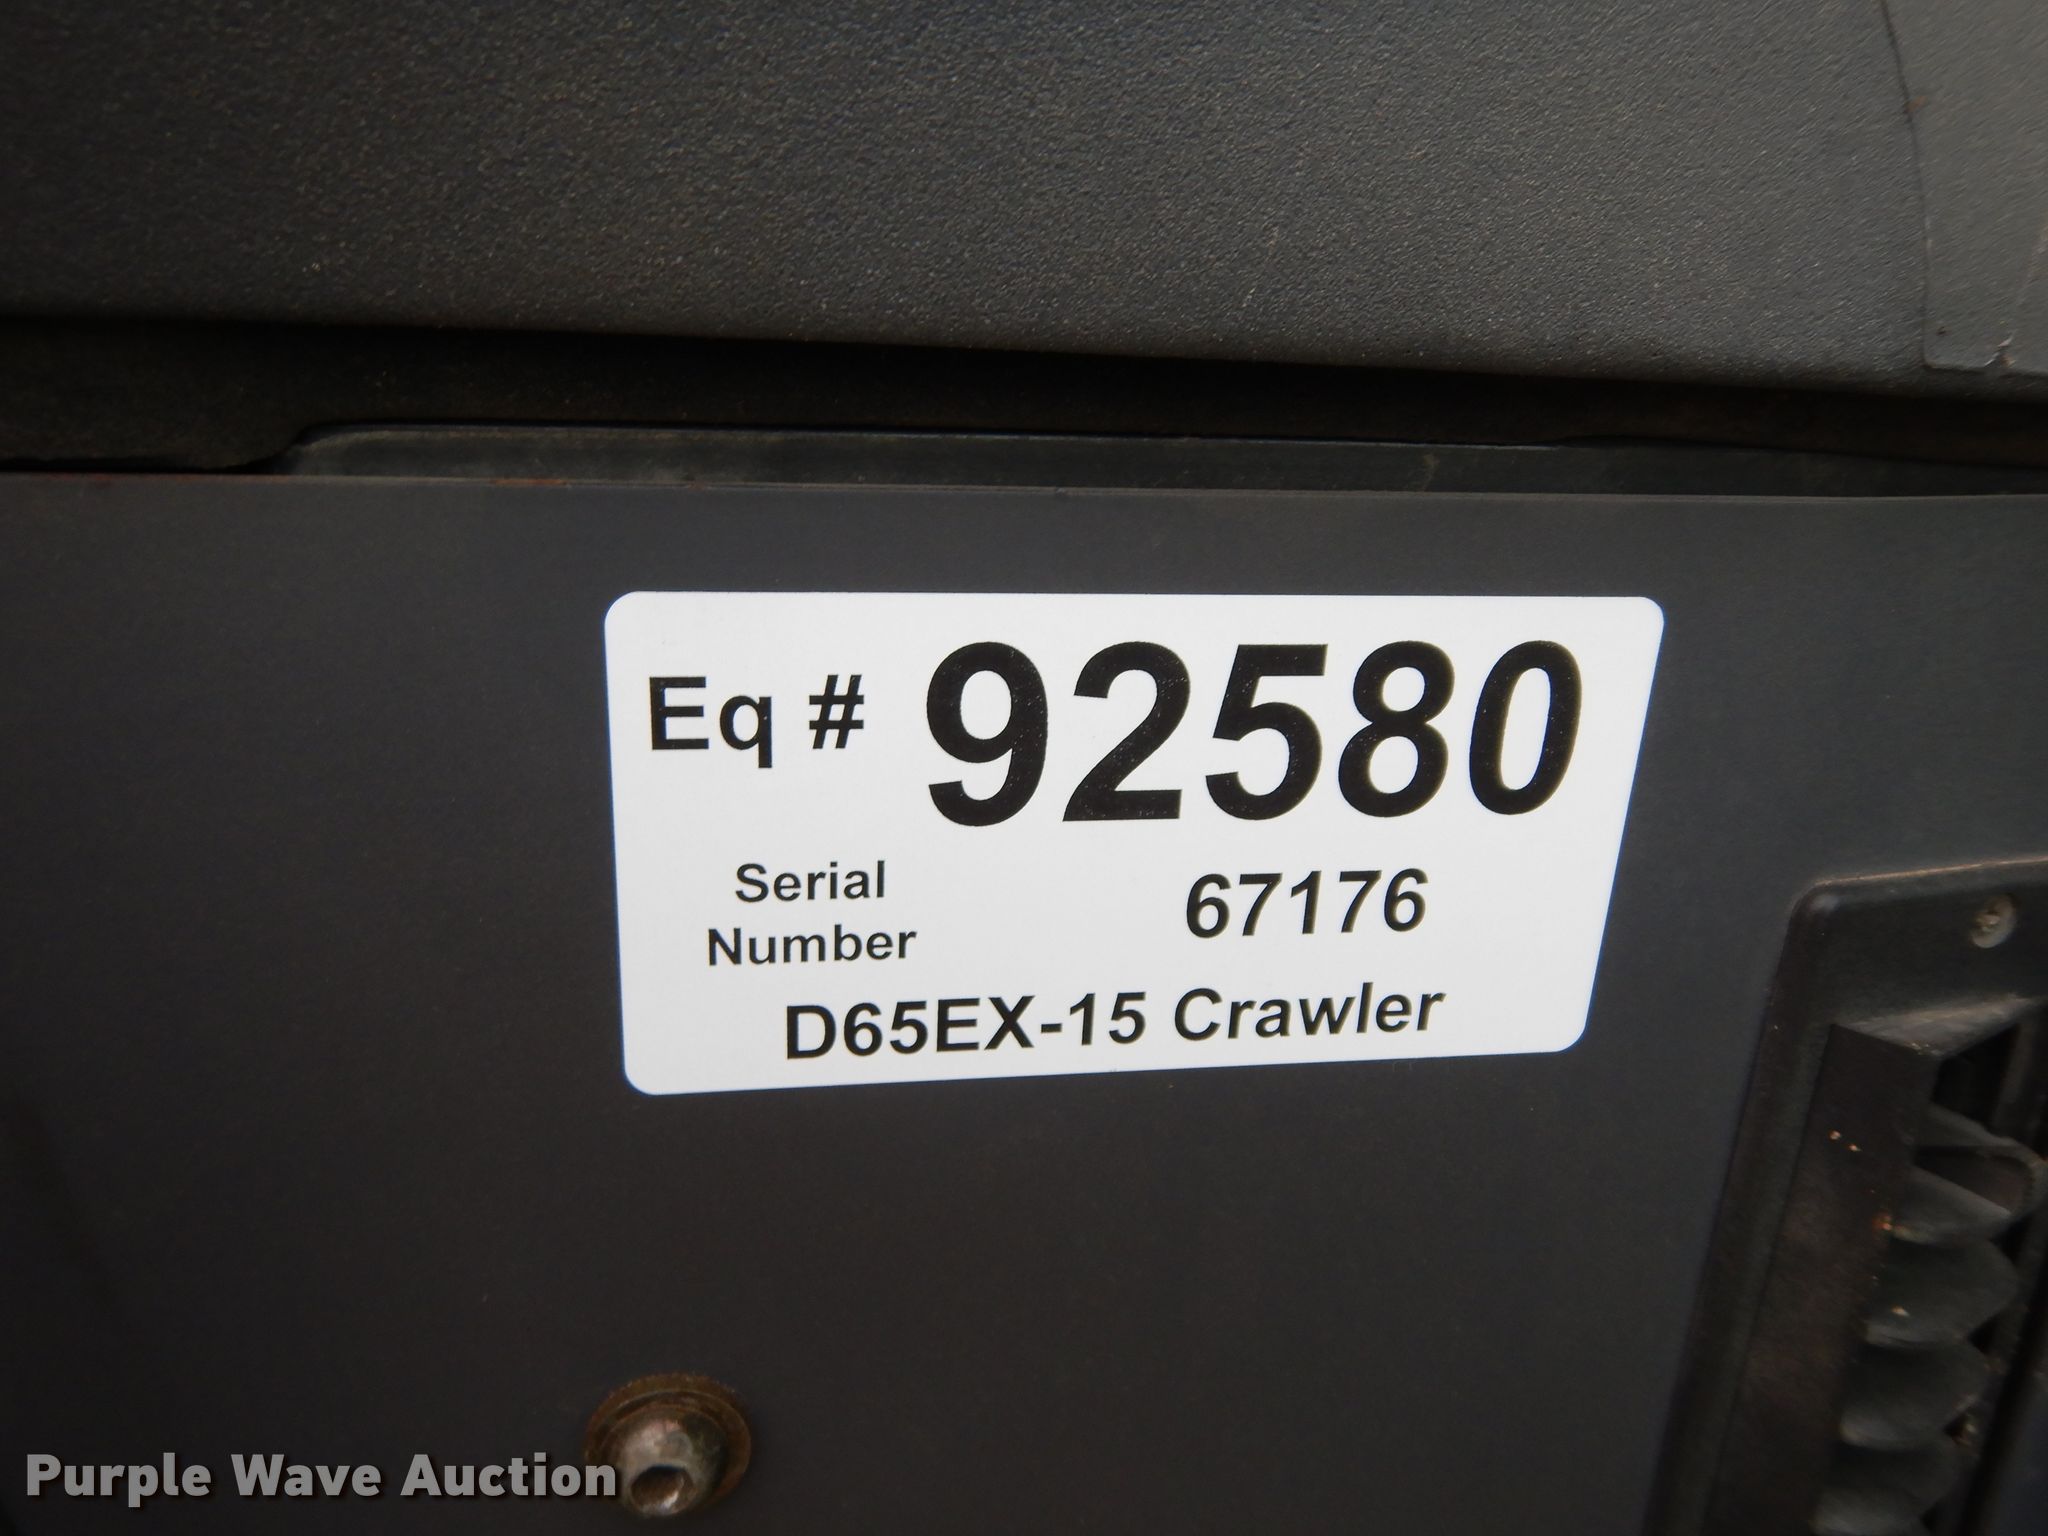 Eq # 92580
Serial
Number 67176
D65EX-15 Crawler
Purple Wave Auction